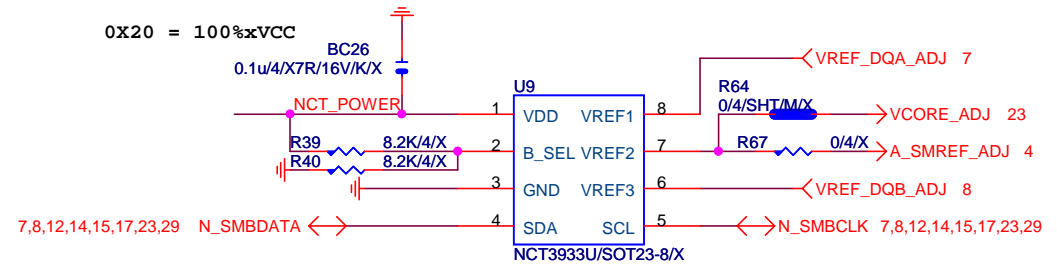 0X20 = 100%xVCC
BC26
0.1u/4/X7R/16V/K/X
VREF_DQA_ADJ 7
U9
R64
0/4/SHT/M/X
NCT_POWER
1 VDD VREF1 8
VCORE_ADJ 23
R39 8.2K/4/X
2 B_SEL VREF2 7
R67 0/4/X
A_SMREF_ADJ 4
R40 8.2K/4/X
3 GND VREF3 6
VREF_DQB_ADJ 8
7,8,12,14,15,17,23,29 N_SMBDATA
4 SDA SCL 5
N_SMBCLK 7,8,12,14,15,17,23,29
NCT3933U/SOT23-8/X